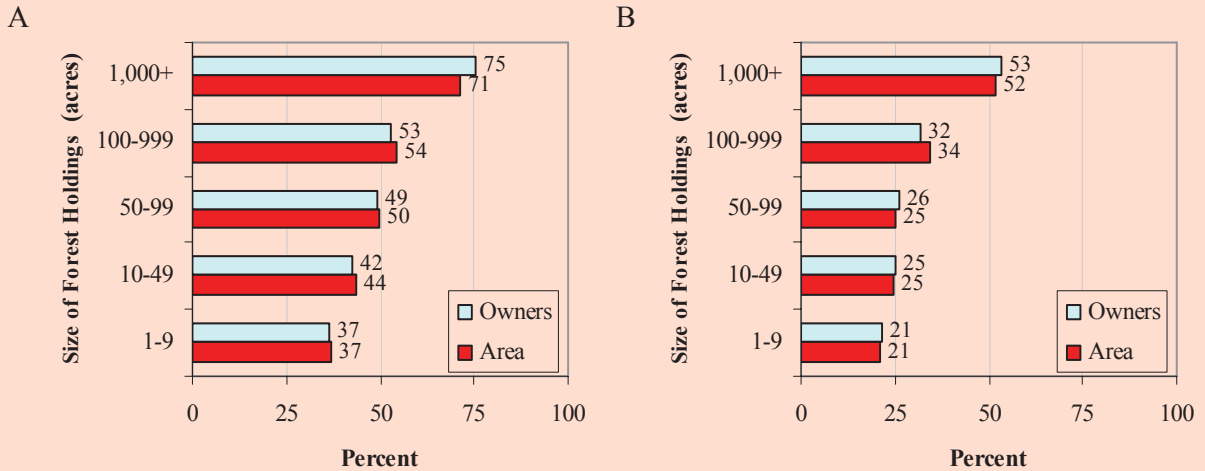 A
Size of Forest Holdings (acres)
1,000+
75
71
100-999
53
54
50-99
49
50
10-49
42
44
1-9
37
37
Owners
Area
0 25 50 75 100
Percent
B
Size of Forest Holdings (acres)
1,000+
53
52
100-999
32
34
50-99
26
25
10-49
25
25
1-9
21
21
Owners
Area
0 25 50 75 100
Percent